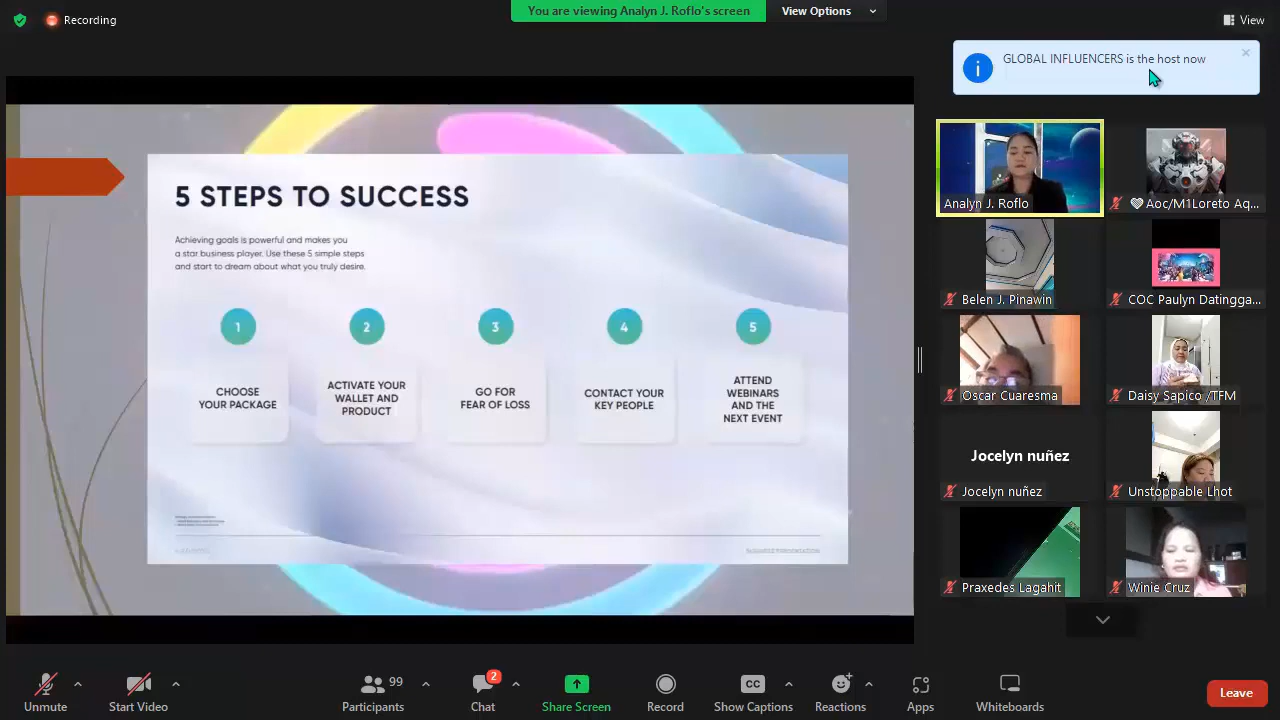 Recording
You are viewing Analyn J. Roflo's screen
View Options
View
GLOBAL INFLUENCERS is the host now
5 STEPS TO SUCCESS
Achieving goals is powerful and makes you
a star business player. Use these 5 simple steps
and start to dream about what you truly desire.
1
2
3
4
5
CHOOSE
YOUR PACKAGE
ACTIVATE YOUR
WALLET AND
PRODUCT
GO FOR
FEAR OF LOSS
CONTACT YOUR
KEY PEOPLE
ATTEND
WEBINARS
AND THE
NEXT EVENT
Analyn J. Roflo
Aoc/M1Loreto Aq...
Belen J. Pinawin
COC Paulyn Datingga...
Oscar Cuaresma
Daisy Sapico /TFM
Jocelyn nuñez
Jocelyn nuñez
Unstoppable Lhot
Praxedes Lagahit
Winie Cruz
Unmute
Start Video
99
Participants
2
Chat
Share Screen
Record
CC
Show Captions
Reactions
Apps
Whiteboards
Leave